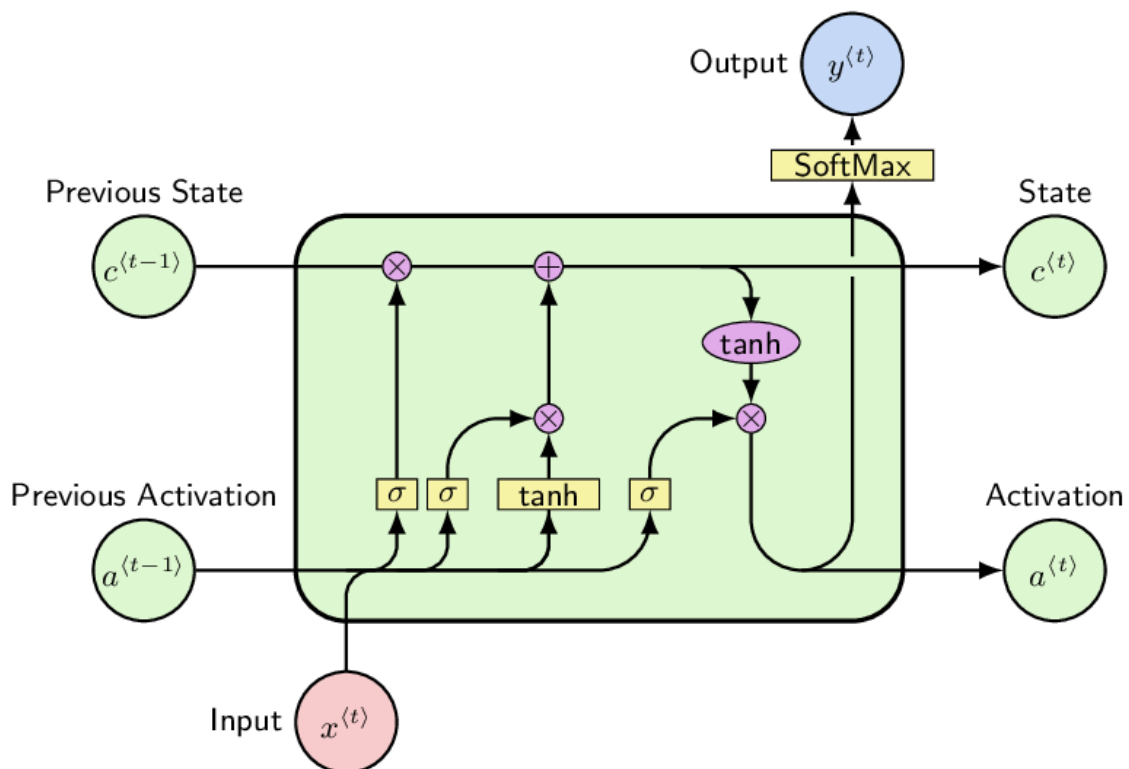 Output
y⟨t⟩
SoftMax
Previous State
State
c⟨t−1⟩
×
+
c⟨t⟩
tanh
×
×
Previous Activation
σ
σ
tanh
σ
Activation
a⟨t−1⟩
a⟨t⟩
Input
x⟨t⟩